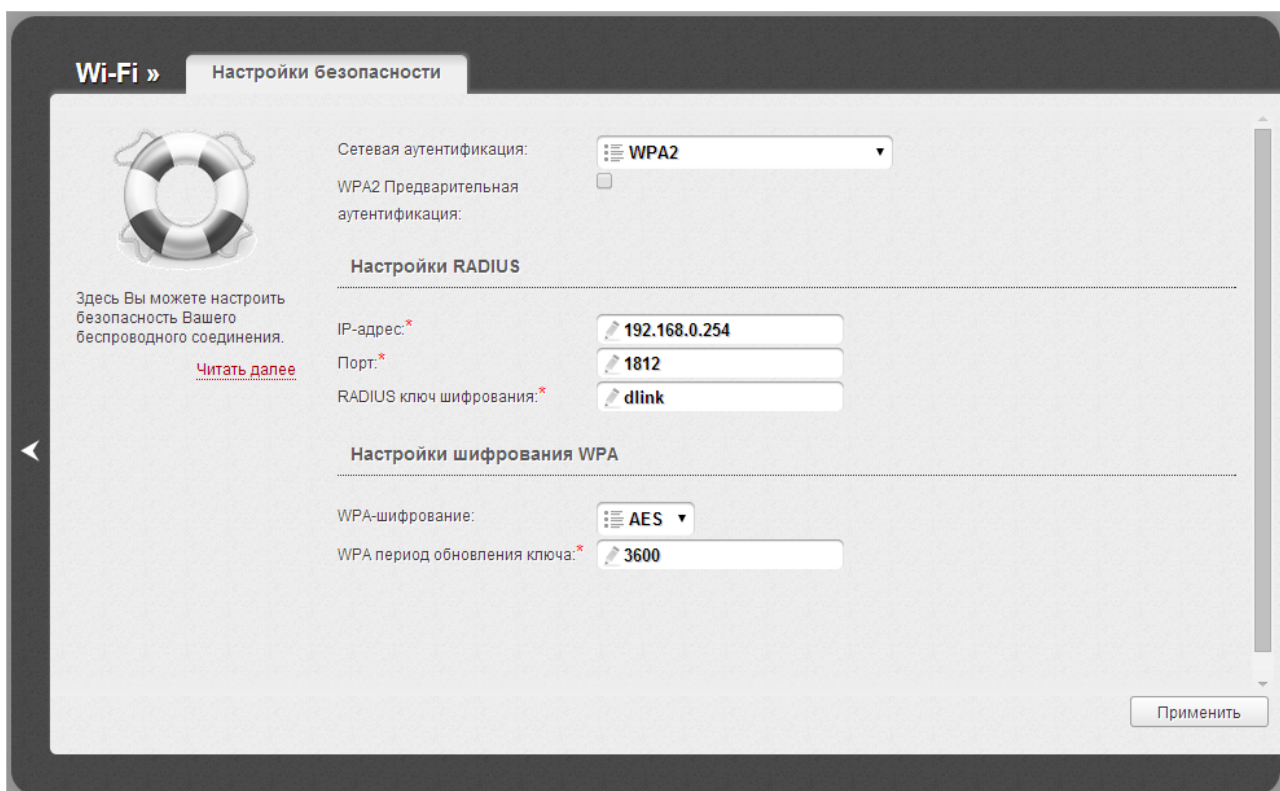 Wi-Fi »
Настройки безопасности
Здесь Вы можете настроить
безопасность Вашего
беспроводного соединения.
Читать далее
Сетевая аутентификация:
WPA2
WPA2 Предварительная
аутентификация:
Настройки RADIUS
IP-адрес:*
192.168.0.254
Порт:*
1812
RADIUS ключ шифрования:*
dlink
Настройки шифрования WPA
WPA-шифрование:
AES
WPA период обновления ключа:*
3600
Применить